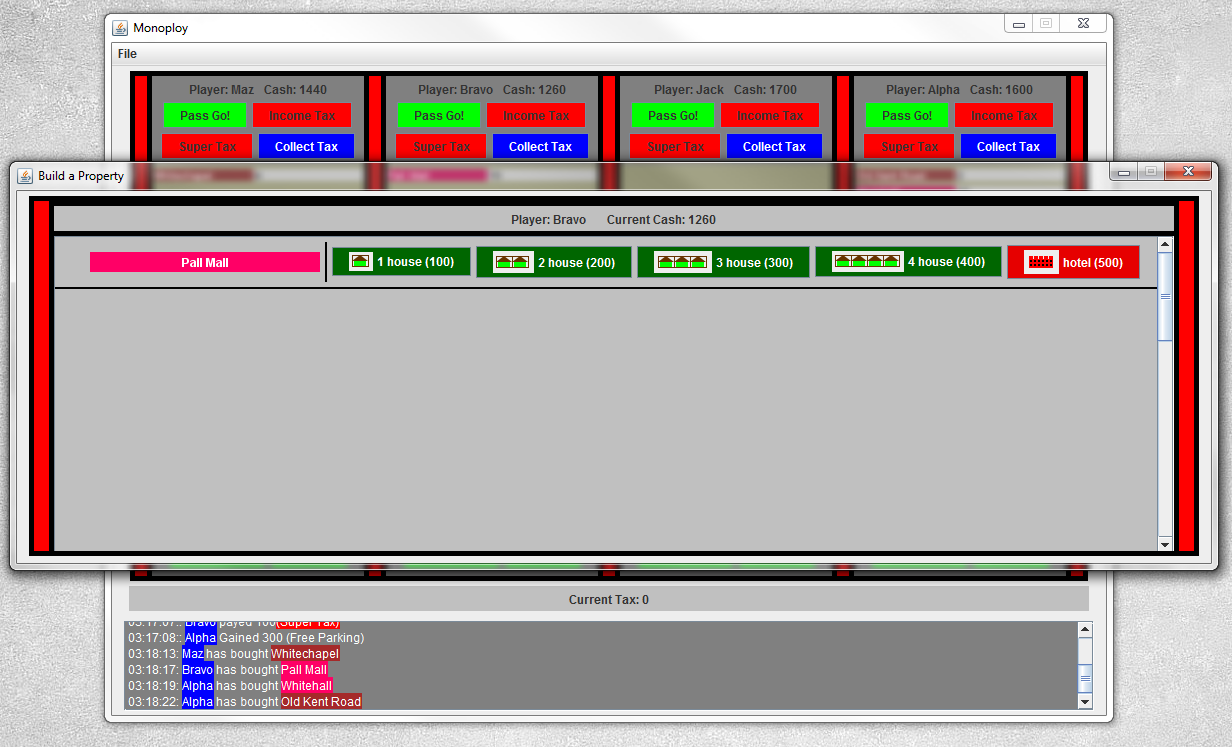 Monoploy
File
Player: Maz Cash: 1440
Pass Go! Income Tax
Super Tax Collect Tax
Player: Bravo Cash: 1260
Pass Go! Income Tax
Super Tax Collect Tax
Player: Jack Cash: 1700
Pass Go! Income Tax
Super Tax Collect Tax
Player: Alpha Cash: 1600
Pass Go! Income Tax
Super Tax Collect Tax
Build a Property
Player: Bravo Current Cash: 1260
Pall Mall 1 house (100) 2 house (200) 3 house (300) 4 house (400) hotel (500)
Current Tax: 0
03:17:07:: Bravo payed 100(Super Tax)
03:17:08:: Alpha Gained 300 (Free Parking)
03:18:13: Maz has bought Whitechapel
03:18:17: Bravo has bought Pall Mall
03:18:19: Alpha has bought Whitehall
03:18:22: Alpha has bought Old Kent Road